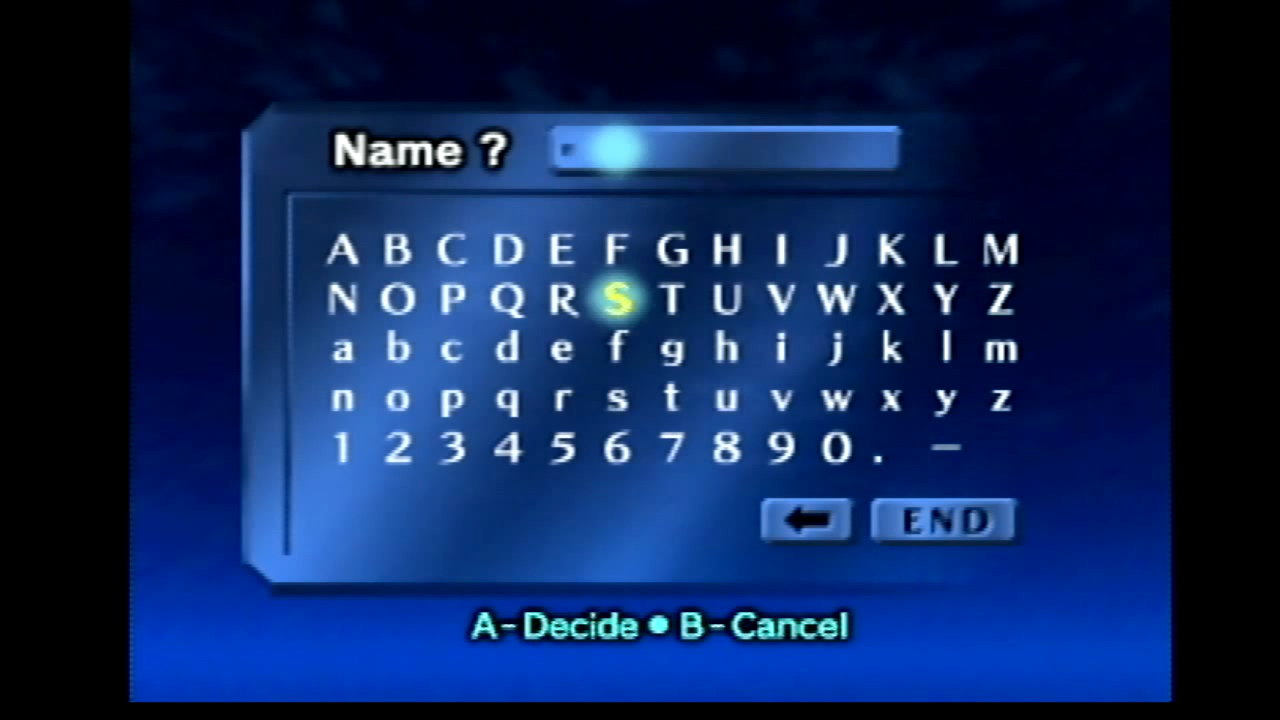 Name ?
A B C D E F G H I J K L M
N O P Q R S T U V W X Y Z
a b c d e f g h i j k l m
n o p q r s t u v w x y z
1 2 3 4 5 6 7 8 9 0 . –
← END
A-Decide • B-Cancel